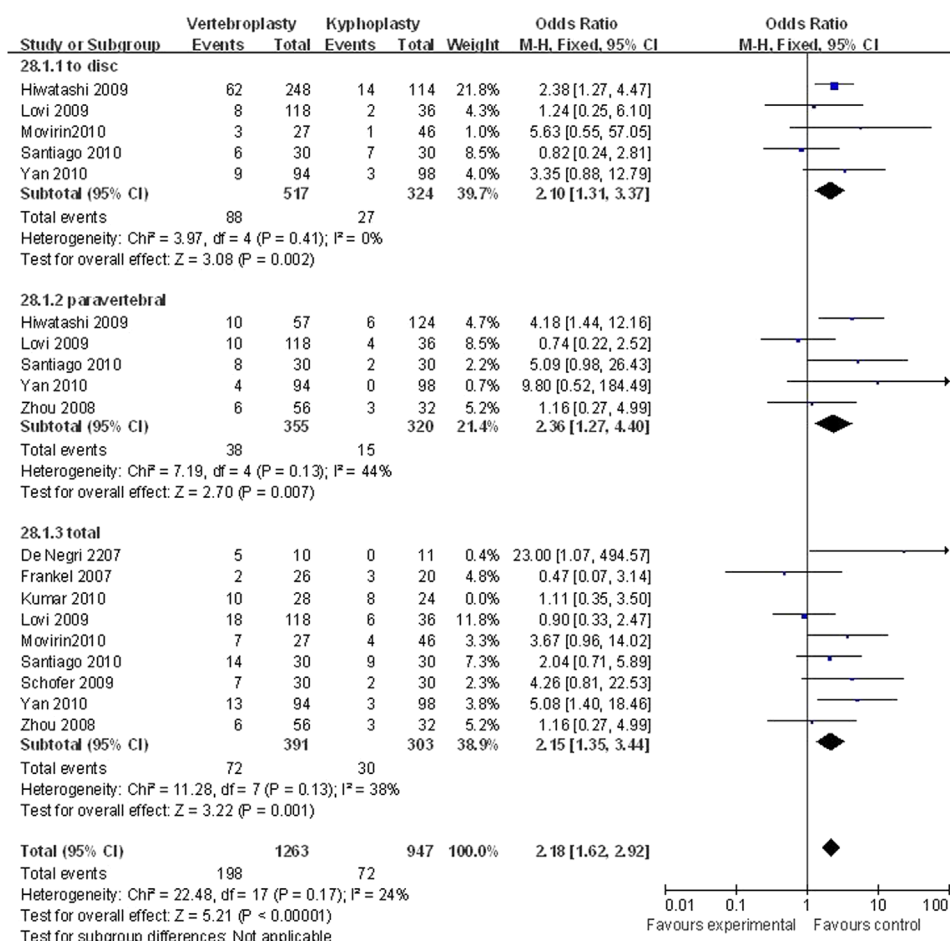 Vertebroplasty Kyphoplasty Odds Ratio Odds Ratio
Study or Subgroup Events Total Events Total Weight M-H, Fixed, 95% CI M-H, Fixed, 95% CI
28.1.1 to disc
Hiwatashi 2009 62 248 14 114 21.8% 2.38 [1.27, 4.47]
Lovi 2009 8 118 2 36 4.3% 1.24 [0.25, 6.10]
Movirin2010 3 27 1 46 1.0% 5.63 [0.55, 57.05]
Santiago 2010 6 30 7 30 8.5% 0.82 [0.24, 2.81]
Yan 2010 9 94 3 98 4.0% 3.35 [0.88, 12.79]
Subtotal (95% CI) 517 324 39.7% 2.10 [1.31, 3.37]
Total events 88 27
Heterogeneity: Chi² = 3.97, df = 4 (P = 0.41); I² = 0%
Test for overall effect: Z = 3.08 (P = 0.002)
28.1.2 paravertebral
Hiwatashi 2009 10 57 6 124 4.7% 4.18 [1.44, 12.16]
Lovi 2009 10 118 4 36 8.5% 0.74 [0.22, 2.52]
Santiago 2010 8 30 2 30 2.2% 5.09 [0.98, 26.43]
Yan 2010 4 94 0 98 0.7% 9.80 [0.52, 184.49]
Zhou 2008 6 56 3 32 5.2% 1.16 [0.27, 4.99]
Subtotal (95% CI) 355 320 21.4% 2.36 [1.27, 4.40]
Total events 38 15
Heterogeneity: Chi² = 7.19, df = 4 (P = 0.13); I² = 44%
Test for overall effect: Z = 2.70 (P = 0.007)
28.1.3 total
De Negri 2207 5 10 0 11 0.4% 23.00 [1.07, 494.57]
Frankel 2007 2 26 3 20 4.8% 0.47 [0.07, 3.14]
Kumar 2010 10 28 8 24 0.0% 1.11 [0.35, 3.50]
Lovi 2009 18 118 6 36 11.8% 0.90 [0.33, 2.47]
Movirin2010 7 27 4 46 3.3% 3.67 [0.96, 14.02]
Santiago 2010 14 30 9 30 7.3% 2.04 [0.71, 5.89]
Schofer 2009 7 30 2 30 2.3% 4.26 [0.81, 22.53]
Yan 2010 13 94 3 98 3.8% 5.08 [1.40, 18.46]
Zhou 2008 6 56 3 32 5.2% 1.16 [0.27, 4.99]
Subtotal (95% CI) 391 303 38.9% 2.15 [1.35, 3.44]
Total events 72 30
Heterogeneity: Chi² = 11.28, df = 7 (P = 0.13); I² = 38%
Test for overall effect: Z = 3.22 (P = 0.001)
Total (95% CI) 1263 947 100.0% 2.18 [1.62, 2.92]
Total events 198 72
Heterogeneity: Chi² = 22.48, df = 17 (P = 0.17); I² = 24%
Test for overall effect: Z = 5.21 (P < 0.00001)
Test for subgroup differences: Not applicable
0.01 0.1 1 10 100
Favours experimental Favours control